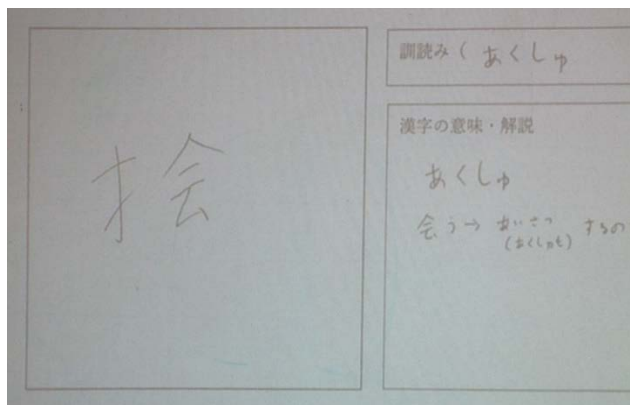 扌会
訓読み ( あくしゅ
漢字の意味・解説
あくしゅ
会う→ あいさつ するの
(あくしゅも)